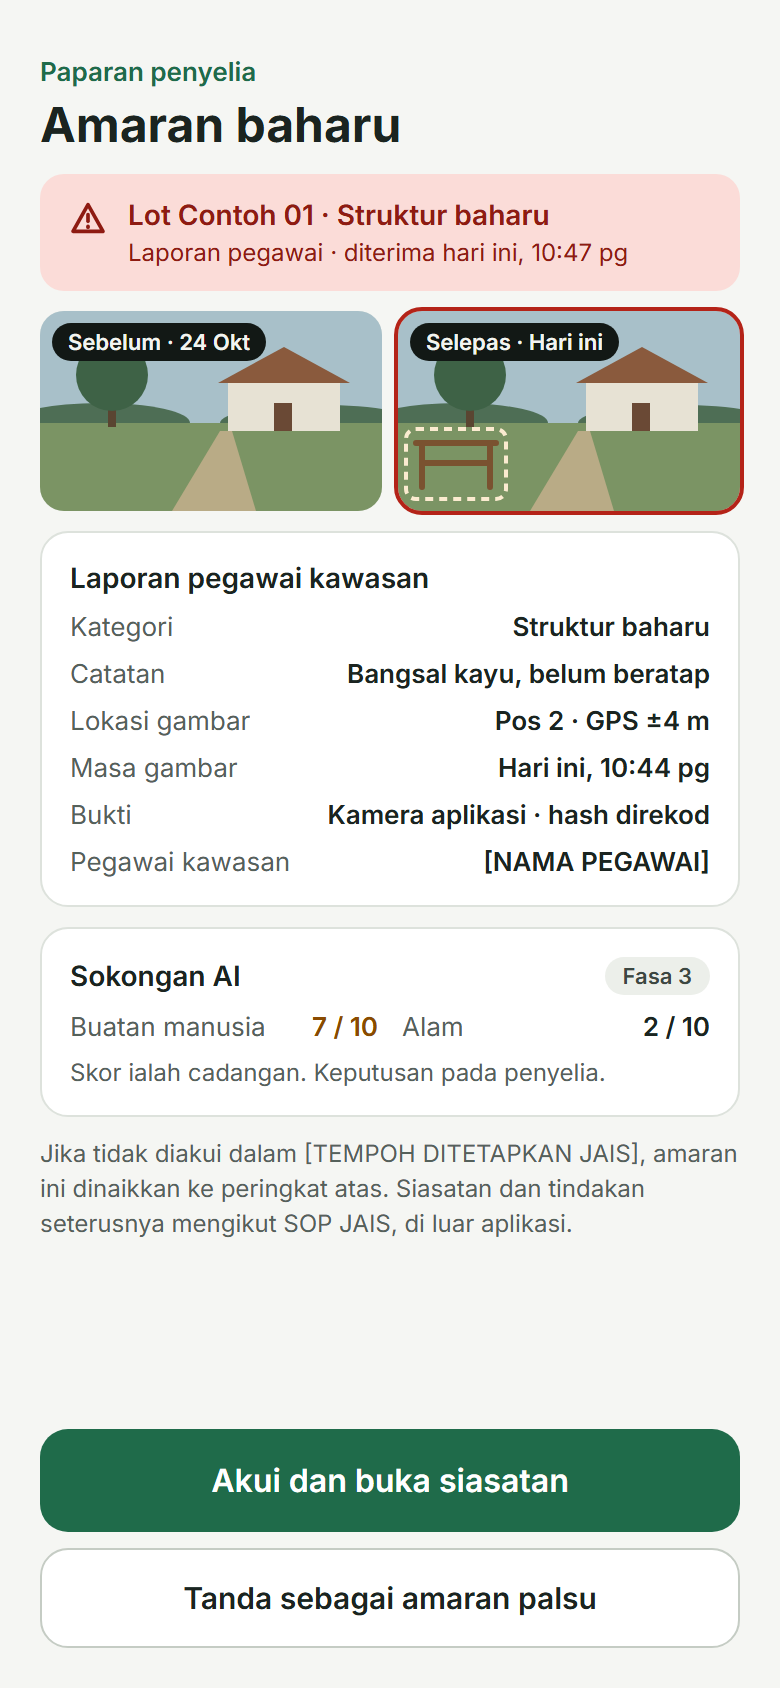 Paparan penyelia
Amaran baharu
Lot Contoh 01 · Struktur baharu
Laporan pegawai · diterima hari ini, 10:47 pg
Sebelum · 24 Okt
Selepas · Hari ini
Laporan pegawai kawasan
Kategori Struktur baharu
Catatan Bangsal kayu, belum beratap
Lokasi gambar Pos 2 · GPS ±4 m
Masa gambar Hari ini, 10:44 pg
Bukti Kamera aplikasi · hash direkod
Pegawai kawasan [NAMA PEGAWAI]
Sokongan AI Fasa 3
Buatan manusia 7 / 10 Alam 2 / 10
Skor ialah cadangan. Keputusan pada penyelia.
Jika tidak diakui dalam [TEMPOH DITETAPKAN JAIS], amaran
ini dinaikkan ke peringkat atas. Siasatan dan tindakan
seterusnya mengikut SOP JAIS, di luar aplikasi.
Akui dan buka siasatan
Tanda sebagai amaran palsu